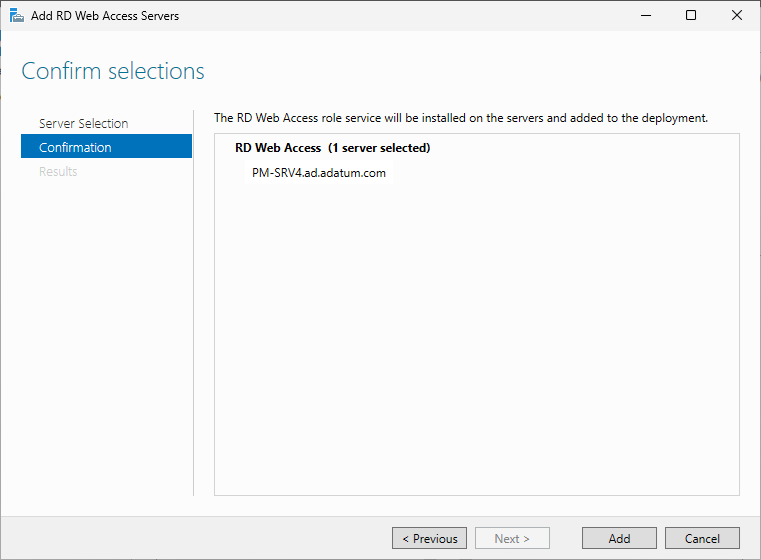 Add RD Web Access Servers
Confirm selections
Server Selection
Confirmation
Results
The RD Web Access role service will be installed on the servers and added to the deployment.
RD Web Access (1 server selected)
PM-SRV4.ad.adatum.com
< Previous
Next >
Add
Cancel